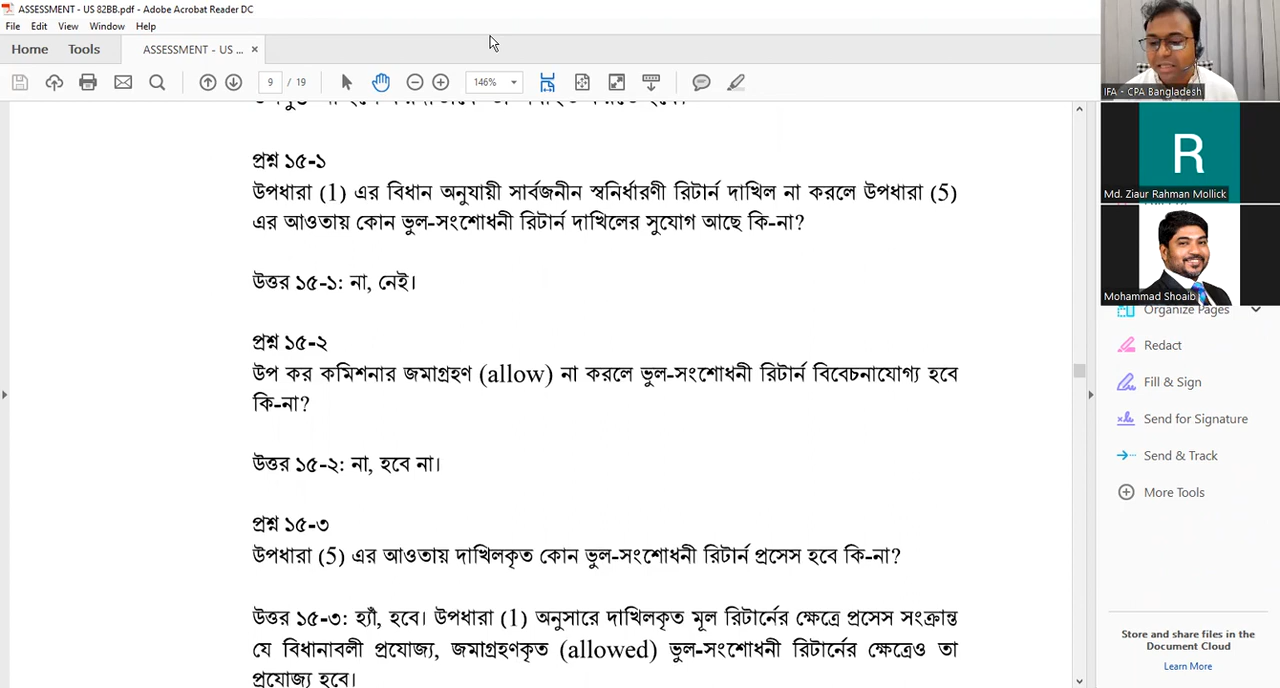 ASSESSMENT - US 82BB.pdf - Adobe Acrobat Reader DC
File Edit View Window Help
Home Tools ASSESSMENT - US ... ×
9 / 19 146%
প্রশ্ন ১৫-১
উপধারা (1) এর বিধান অনুযায়ী সার্বজনীন স্বনির্ধারণী রিটার্ন দাখিল না করলে উপধারা (5)
এর আওতায় কোন ভুল-সংশোধনী রিটার্ন দাখিলের সুযোগ আছে কি-না?
উত্তর ১৫-১: না, নেই।
প্রশ্ন ১৫-২
উপ কর কমিশনার জমাগ্রহণ (allow) না করলে ভুল-সংশোধনী রিটার্ন বিবেচনাযোগ্য হবে
কি-না?
উত্তর ১৫-২: না, হবে না।
প্রশ্ন ১৫-৩
উপধারা (5) এর আওতায় দাখিলকৃত কোন ভুল-সংশোধনী রিটার্ন প্রসেস হবে কি-না?
উত্তর ১৫-৩: হ্যাঁ, হবে। উপধারা (1) অনুসারে দাখিলকৃত মূল রিটার্নের ক্ষেত্রে প্রসেস সংক্রান্ত
যে বিধানাবলী প্রযোজ্য, জমাগ্রহণকৃত (allowed) ভুল-সংশোধনী রিটার্নের ক্ষেত্রেও তা
প্রযোজ্য হবে।
IFA - CPA Bangladesh
R
Md. Ziaur Rahman Mollick
Mohammad Shoaib
Organize Pages
Redact
Fill & Sign
Send for Signature
Send & Track
More Tools
Store and share files in the
Document Cloud
Learn More